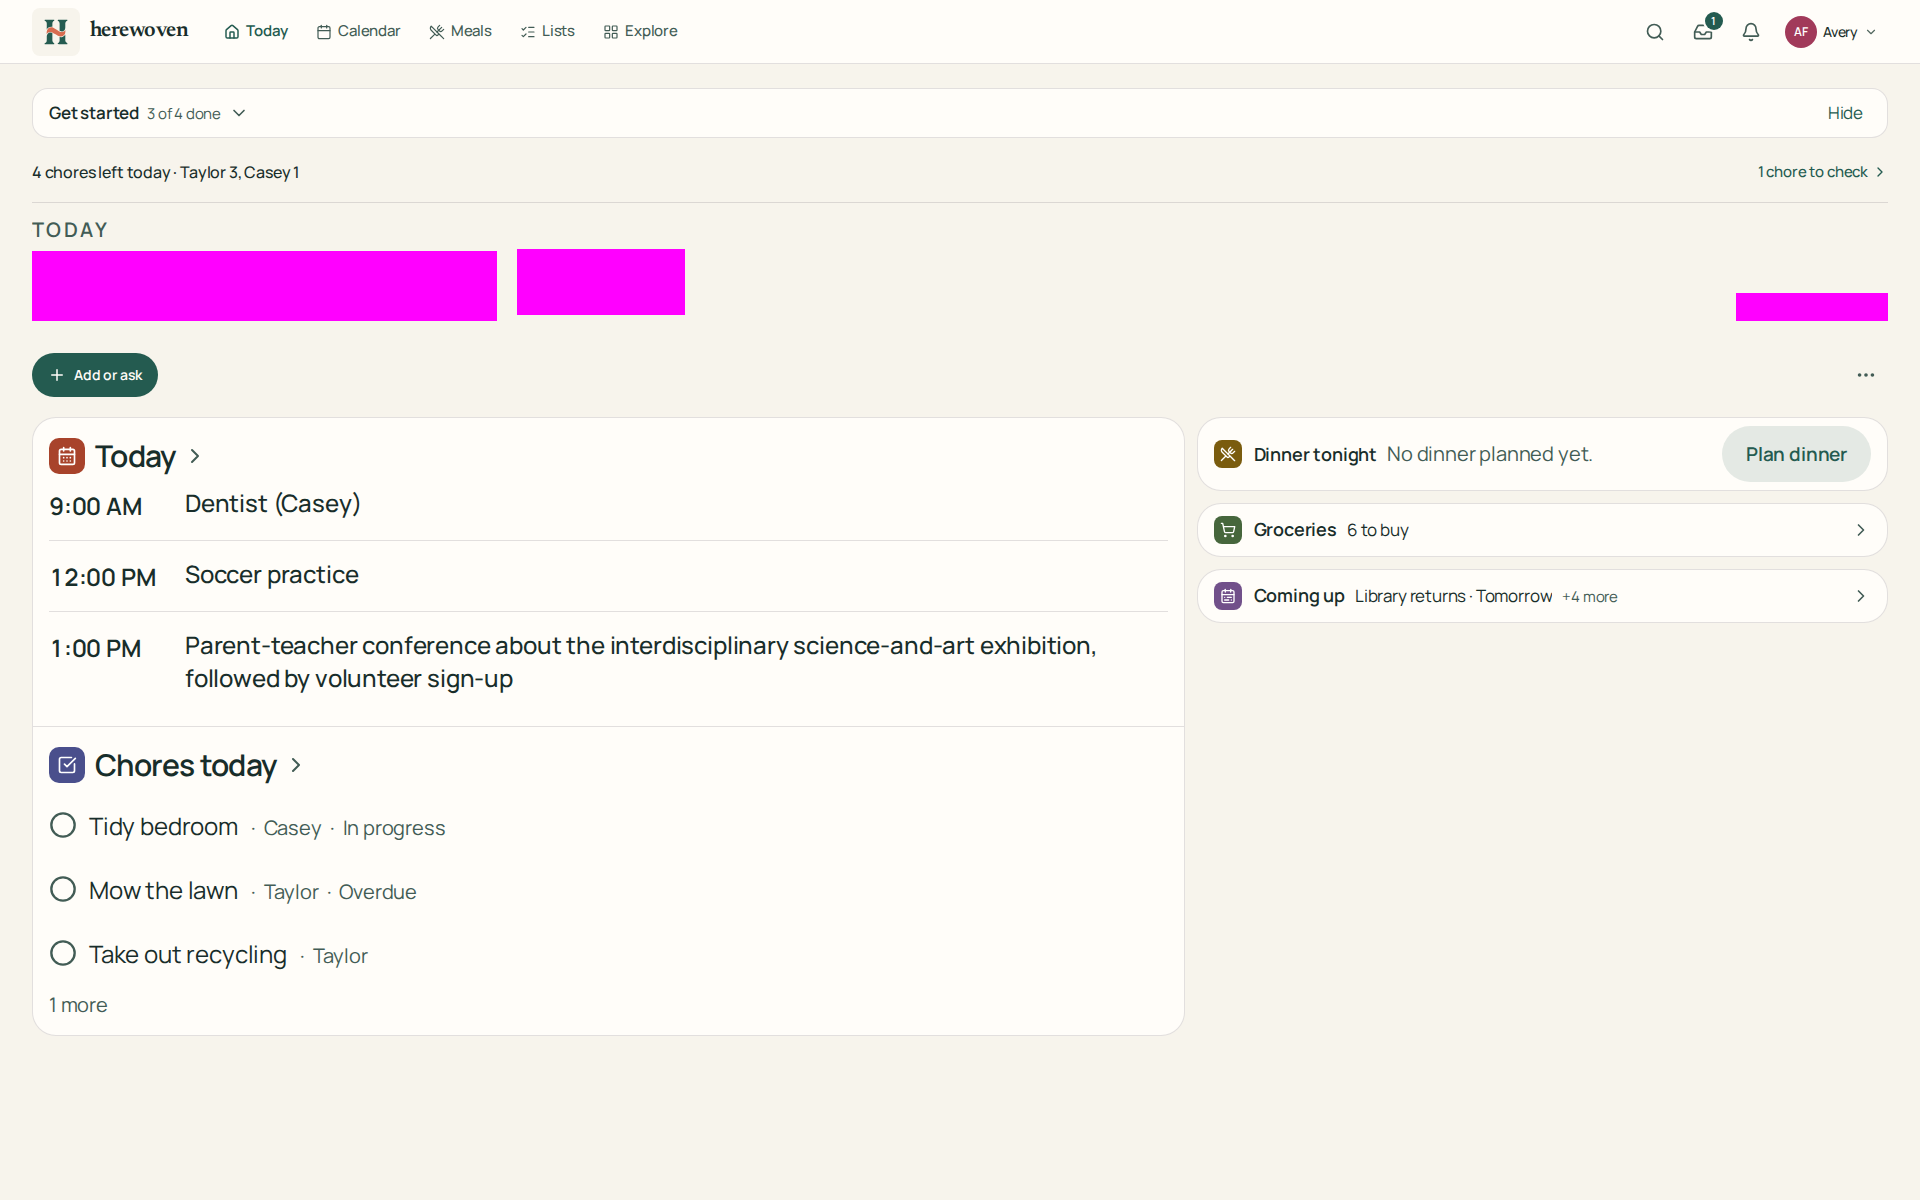 herewoven
Today
Calendar
Meals
Lists
Explore
1
AF
Avery
Get started 3 of 4 done
Hide
4 chores left today · Taylor 3, Casey 1
1 chore to check
TODAY
Add or ask
Today
9:00 AM Dentist (Casey)
12:00 PM Soccer practice
1:00 PM Parent-teacher conference about the interdisciplinary science-and-art exhibition,
followed by volunteer sign-up
Chores today
Tidy bedroom · Casey · In progress
Mow the lawn · Taylor · Overdue
Take out recycling · Taylor
1 more
Dinner tonight No dinner planned yet.
Plan dinner
Groceries 6 to buy
Coming up Library returns · Tomorrow +4 more